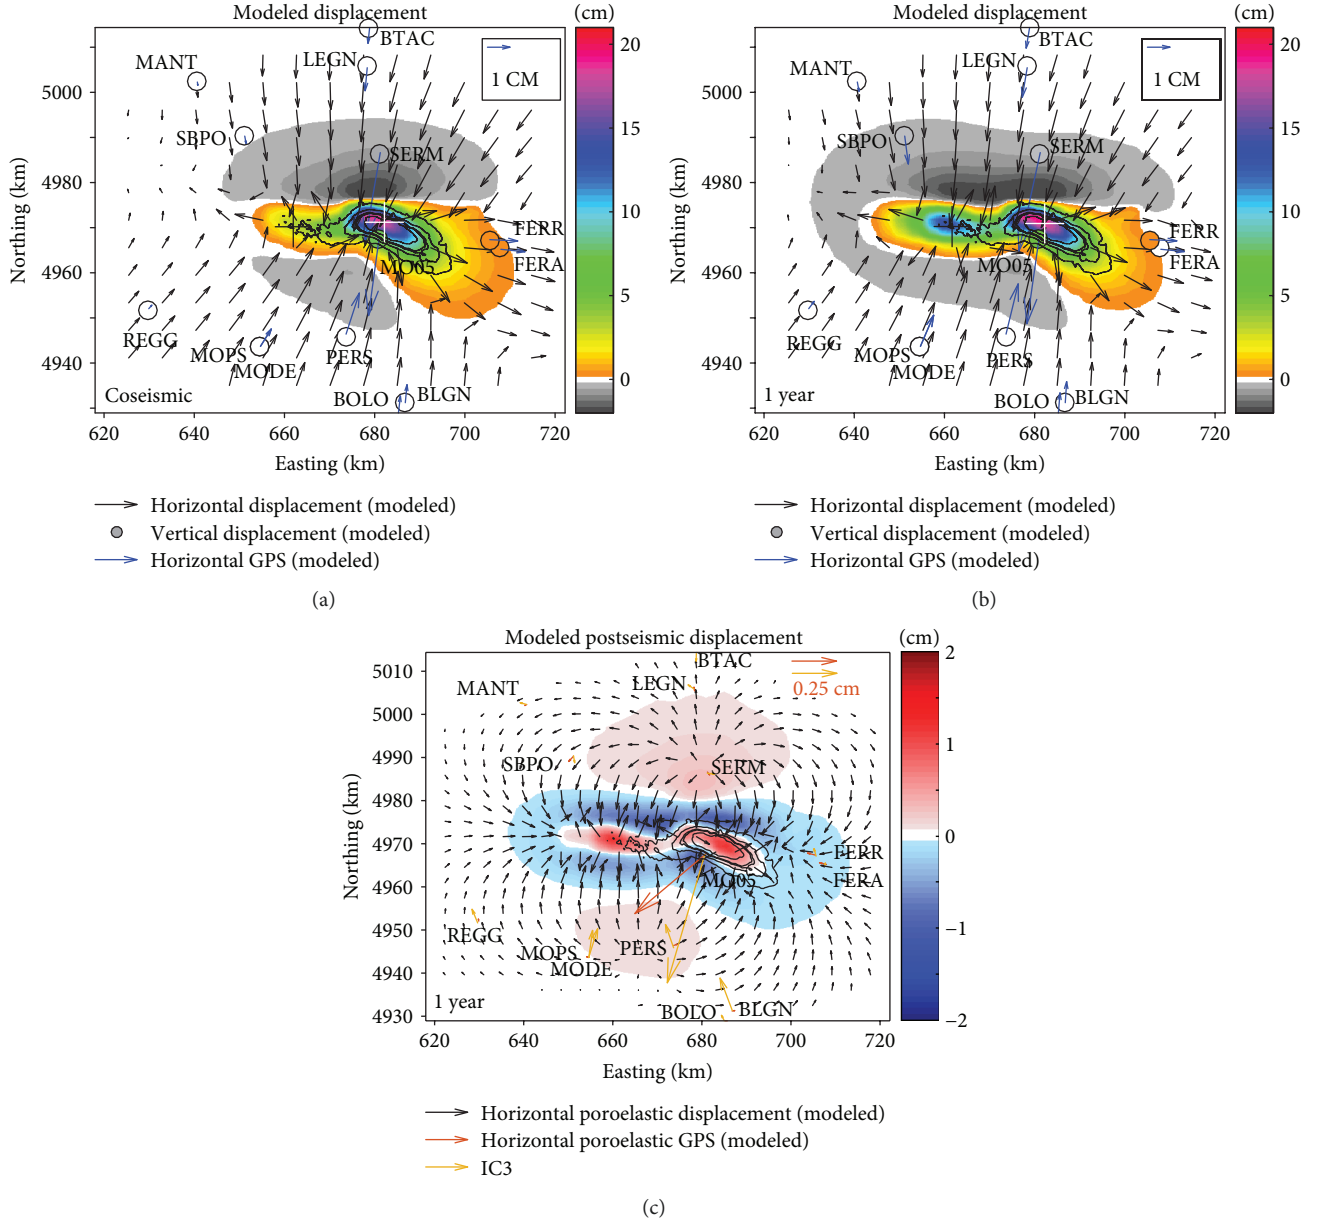 Modeled displacement
(cm)
BTAC
LEGN
MANT
SBPO
SERM
1 CM
FERR
FERA
MO05
REGG
MOPS
MODE
PERS
BOLO
BLGN
Coseismic
5000
4980
4960
4940
Northing (km)
620 640 660 680 700 720
Easting (km)
20
15
10
5
0
Horizontal displacement (modeled)
Vertical displacement (modeled)
Horizontal GPS (modeled)
(a)
Modeled displacement
(cm)
BTAC
LEGN
MANT
SBPO
SERM
1 CM
FERR
FERA
MO05
REGG
MOPS
MODE
PERS
BOLO
BLGN
1 year
5000
4980
4960
4940
Northing (km)
620 640 660 680 700 720
Easting (km)
20
15
10
5
0
Horizontal displacement (modeled)
Vertical displacement (modeled)
Horizontal GPS (modeled)
(b)
Modeled postseismic displacement
(cm)
BTAC
LEGN
MANT
0.25 cm
SBPO
SERM
FERR
FERA
MO05
REGG
MOPS
MODE
PERS
BOLO
BLGN
1 year
5010
5000
4990
4980
4970
4960
4950
4940
4930
Northing (km)
620 640 660 680 700 720
Easting (km)
2
1
0
−1
−2
Horizontal poroelastic displacement (modeled)
Horizontal poroelastic GPS (modeled)
IC3
(c)